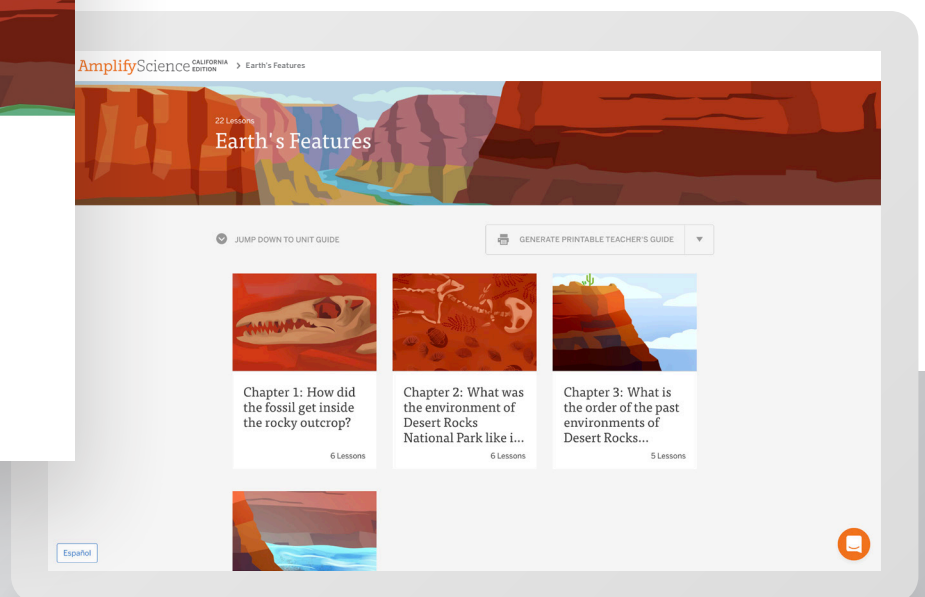 AmplifyScience CALIFORNIA EDITION > Earth's Features
22 Lessons
Earth's Features
JUMP DOWN TO UNIT GUIDE
GENERATE PRINTABLE TEACHER'S GUIDE
Chapter 1: How did
the fossil get inside
the rocky outcrop?
6 Lessons
Chapter 2: What was
the environment of
Desert Rocks
National Park like i...
6 Lessons
Chapter 3: What is
the order of the past
environments of
Desert Rocks...
5 Lessons
Español